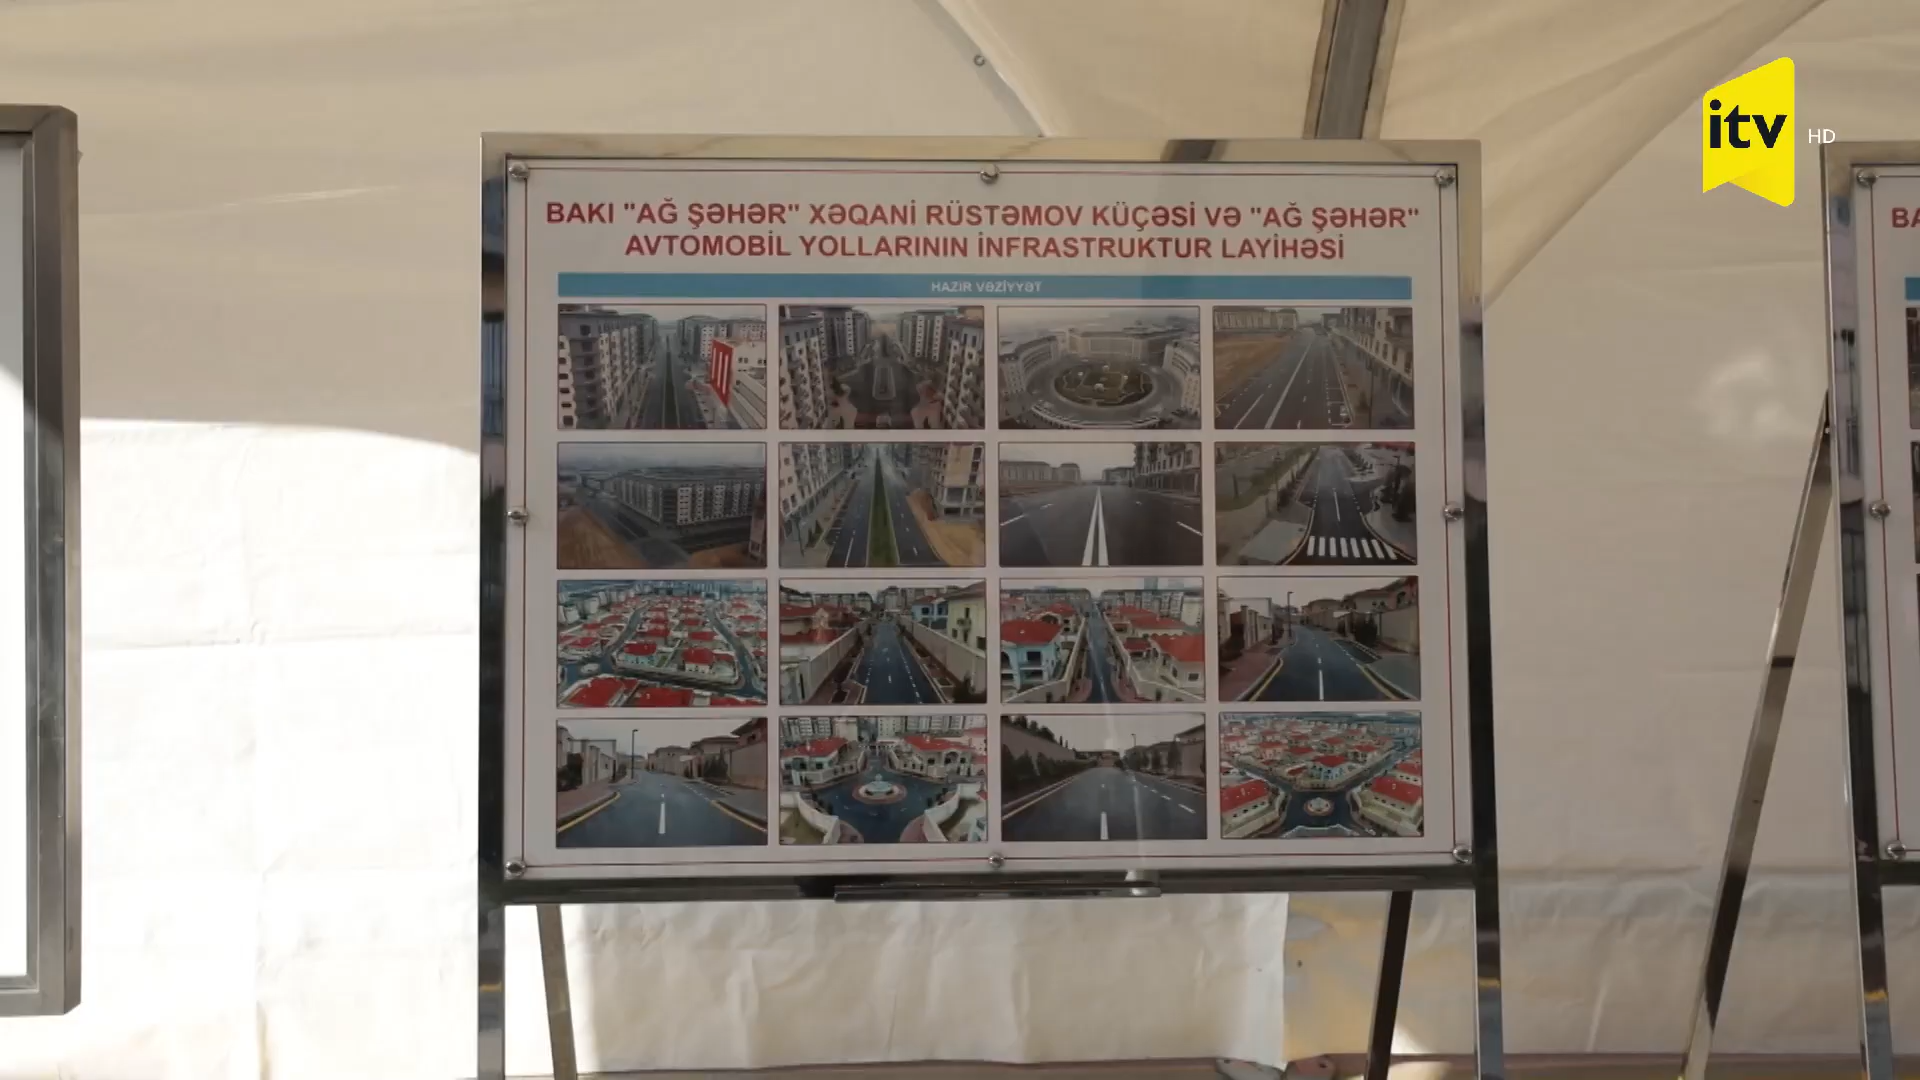 itv HD
BAKI "AĞ ŞƏHƏR" XƏQANİ RÜSTƏMOV KÜÇƏSİ VƏ "AĞ ŞƏHƏR"
AVTOMOBİL YOLLARININ İNFRASTRUKTUR LAYİHƏSİ
HAZIR VƏZİYYƏT
BA